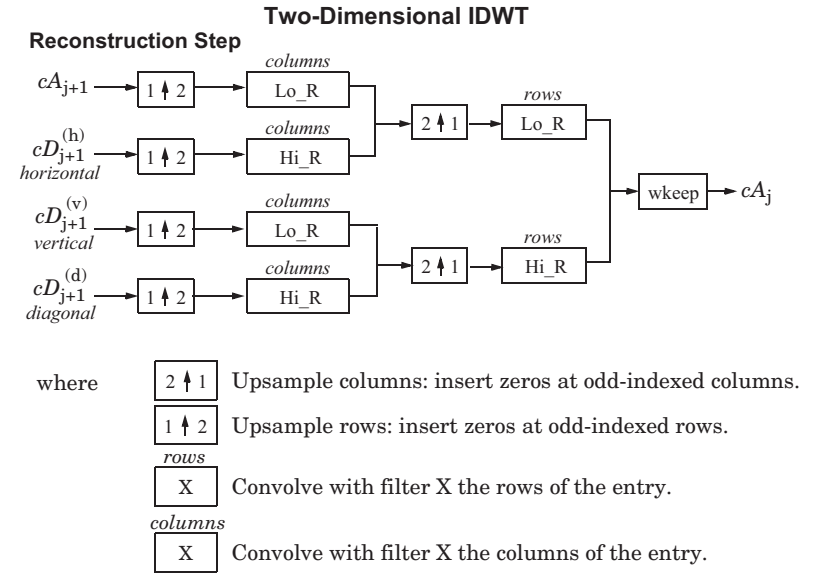 Two-Dimensional IDWT
Reconstruction Step
columns
cA j+1 1 ↑ 2 Lo_R
rows
2 ↑ 1 Lo_R
columns
cD j+1 (h) 1 ↑ 2 Hi_R
horizontal
wkeep cA j
columns
cD j+1 (v) 1 ↑ 2 Lo_R
vertical
rows
2 ↑ 1 Hi_R
columns
cD j+1 (d) 1 ↑ 2 Hi_R
diagonal
where 2 ↑ 1 Upsample columns: insert zeros at odd-indexed columns.
1 ↑ 2 Upsample rows: insert zeros at odd-indexed rows.
rows
X Convolve with filter X the rows of the entry.
columns
X Convolve with filter X the columns of the entry.